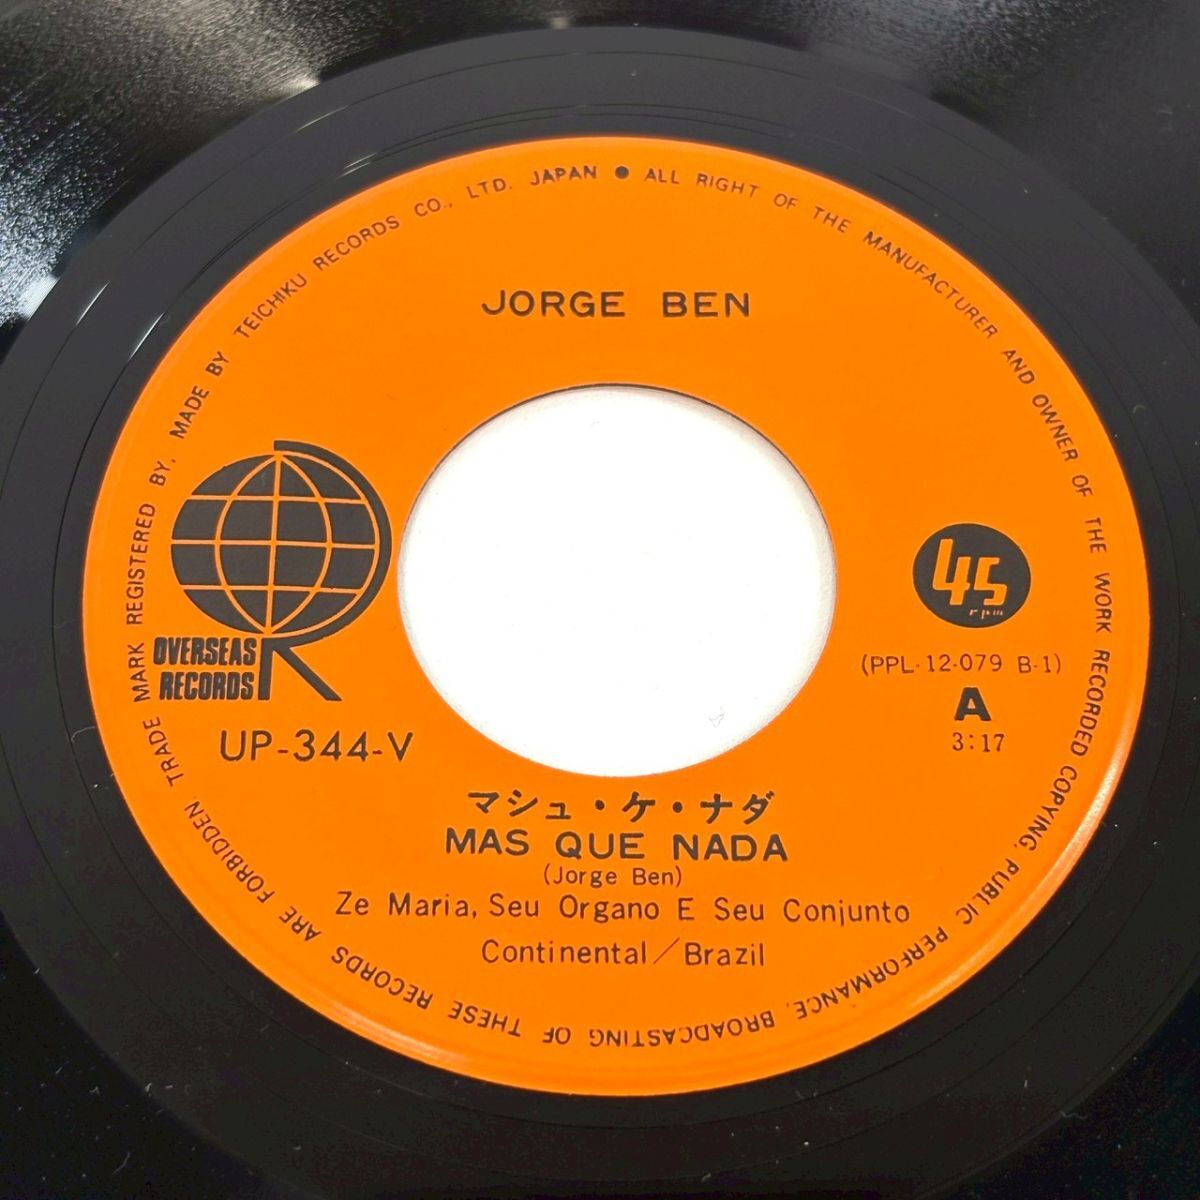 TRADE MARK REGISTERED BY, MADE BY TEICHIKU RECORDS CO., LTD. JAPAN ● ALL RIGHT OF THE MANUFACTURER AND OWNER OF THE WORK RECORDED COPYING, PUBLIC PERFORMANCE, BROADCASTING OF THESE RECORDS ARE FORBIDDEN
JORGE BEN
45
rpm
OVERSEAS
RECORDS
R
(PPL-12-079 B-1)
A
3:17
UP-344-V
マシュ・ケ・ナダ
MAS QUE NADA
(Jorge Ben)
Ze Maria, Seu Organo E Seu Conjunto
Continental/Brazil